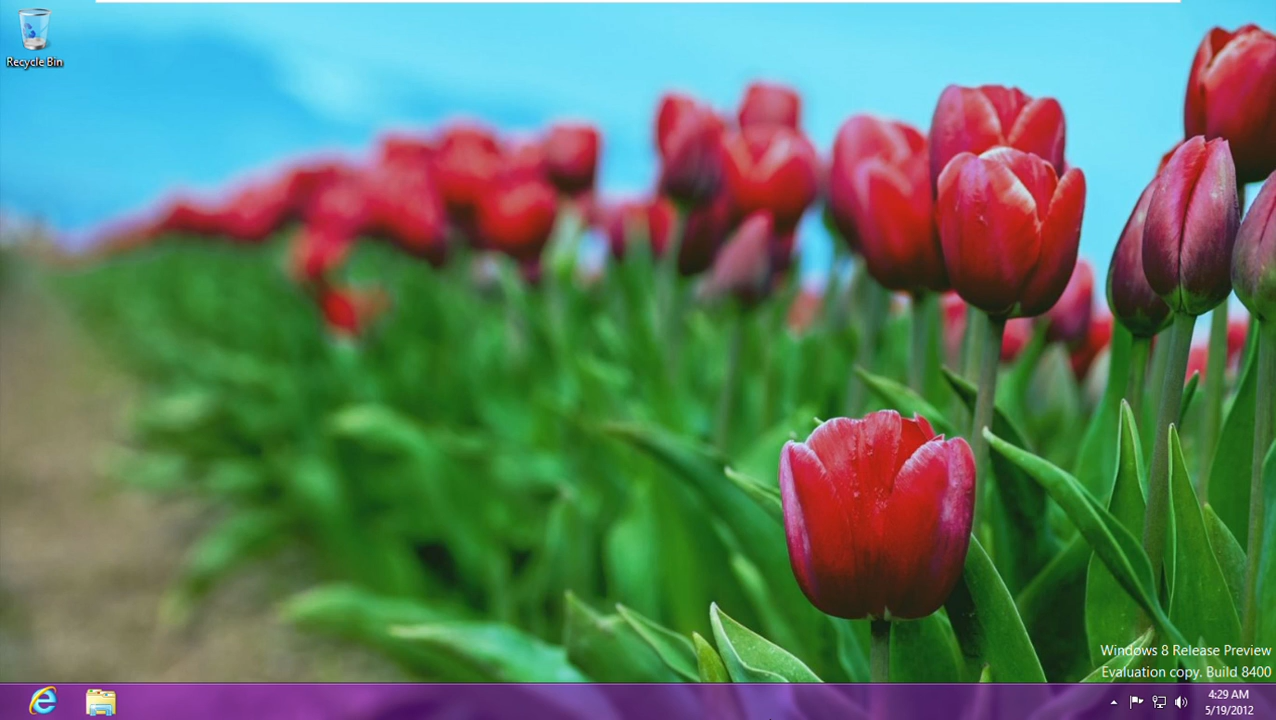 Recycle Bin
Windows 8 Release Preview
Evaluation copy. Build 8400
4:29 AM
5/19/2012